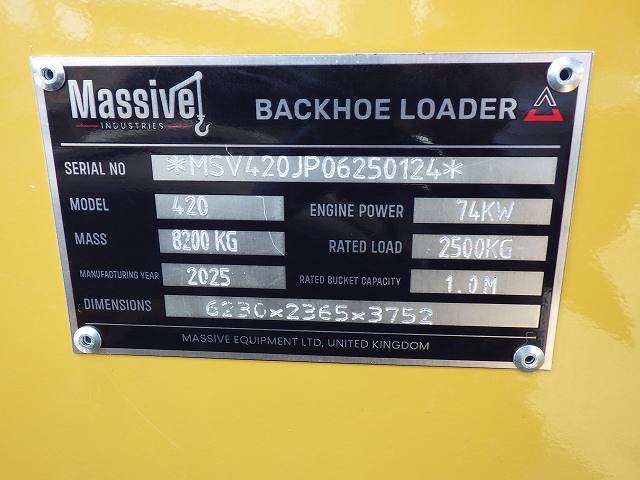 Massive
INDUSTRIES
BACKHOE LOADER
SERIAL NO *MSV420JP06250124*
MODEL 420 ENGINE POWER 74KW
MASS 8200 KG RATED LOAD 2500KG
MANUFACTURING YEAR 2025 RATED BUCKET CAPACITY 1.0M
DIMENSIONS 6230×2365×3752
MASSIVE EQUIPMENT LTD, UNITED KINGDOM